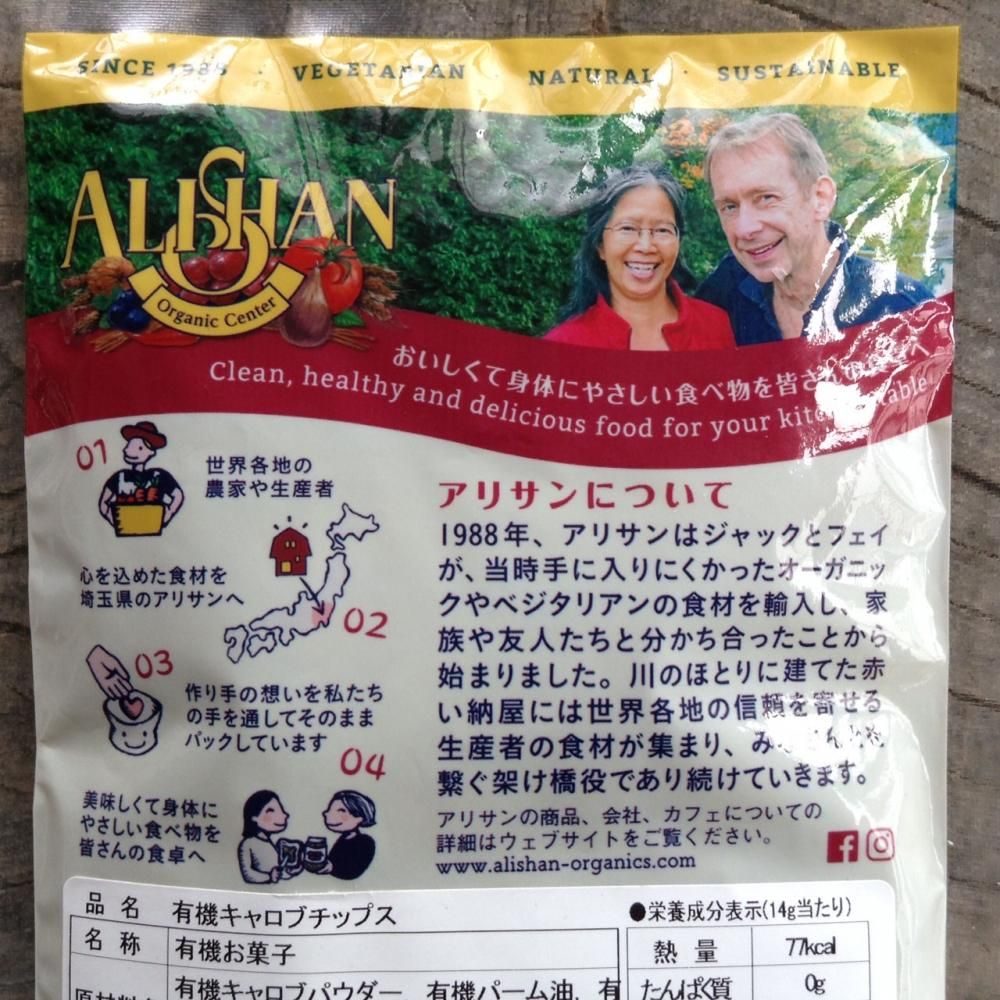 SINCE 1988 · VEGETARIAN · NATURAL · SUSTAINABLE
ALISHAN
Organic Center
おいしくて身体にやさしい食べ物を皆さ
Clean, healthy and delicious food for your
01
世界各地の
農家や生産者
心を込めた食材を
埼玉県のアリサンへ
02
03
作り手の想いを私たち
の手を通してそのまま
パックしています
04
美味しくて身体に
やさしい食べ物を
皆さんの食卓へ
アリサンについて
1988年、アリサンはジャックとフェイ
が、当時手に入りにくかったオーガニッ
クやベジタリアンの食材を輸入し、家
族や友人たちと分かち合ったことから
始まりました。川のほとりに建てた赤
い納屋には世界各地の信頼を寄せる
生産者の食材が集まり、
繋ぐ架け橋役であり続けていきます。
アリサンの商品、会社、カフェについての
詳細はウェブサイトをご覧ください。
www.alishan-organics.com
品名 有機キャロブチップス
名称 有機お菓子
有機キャロブパウダー、有機パーム油、有
●栄養成分表示(14g当たり)
熱量 77kcal
たんぱく質 0g